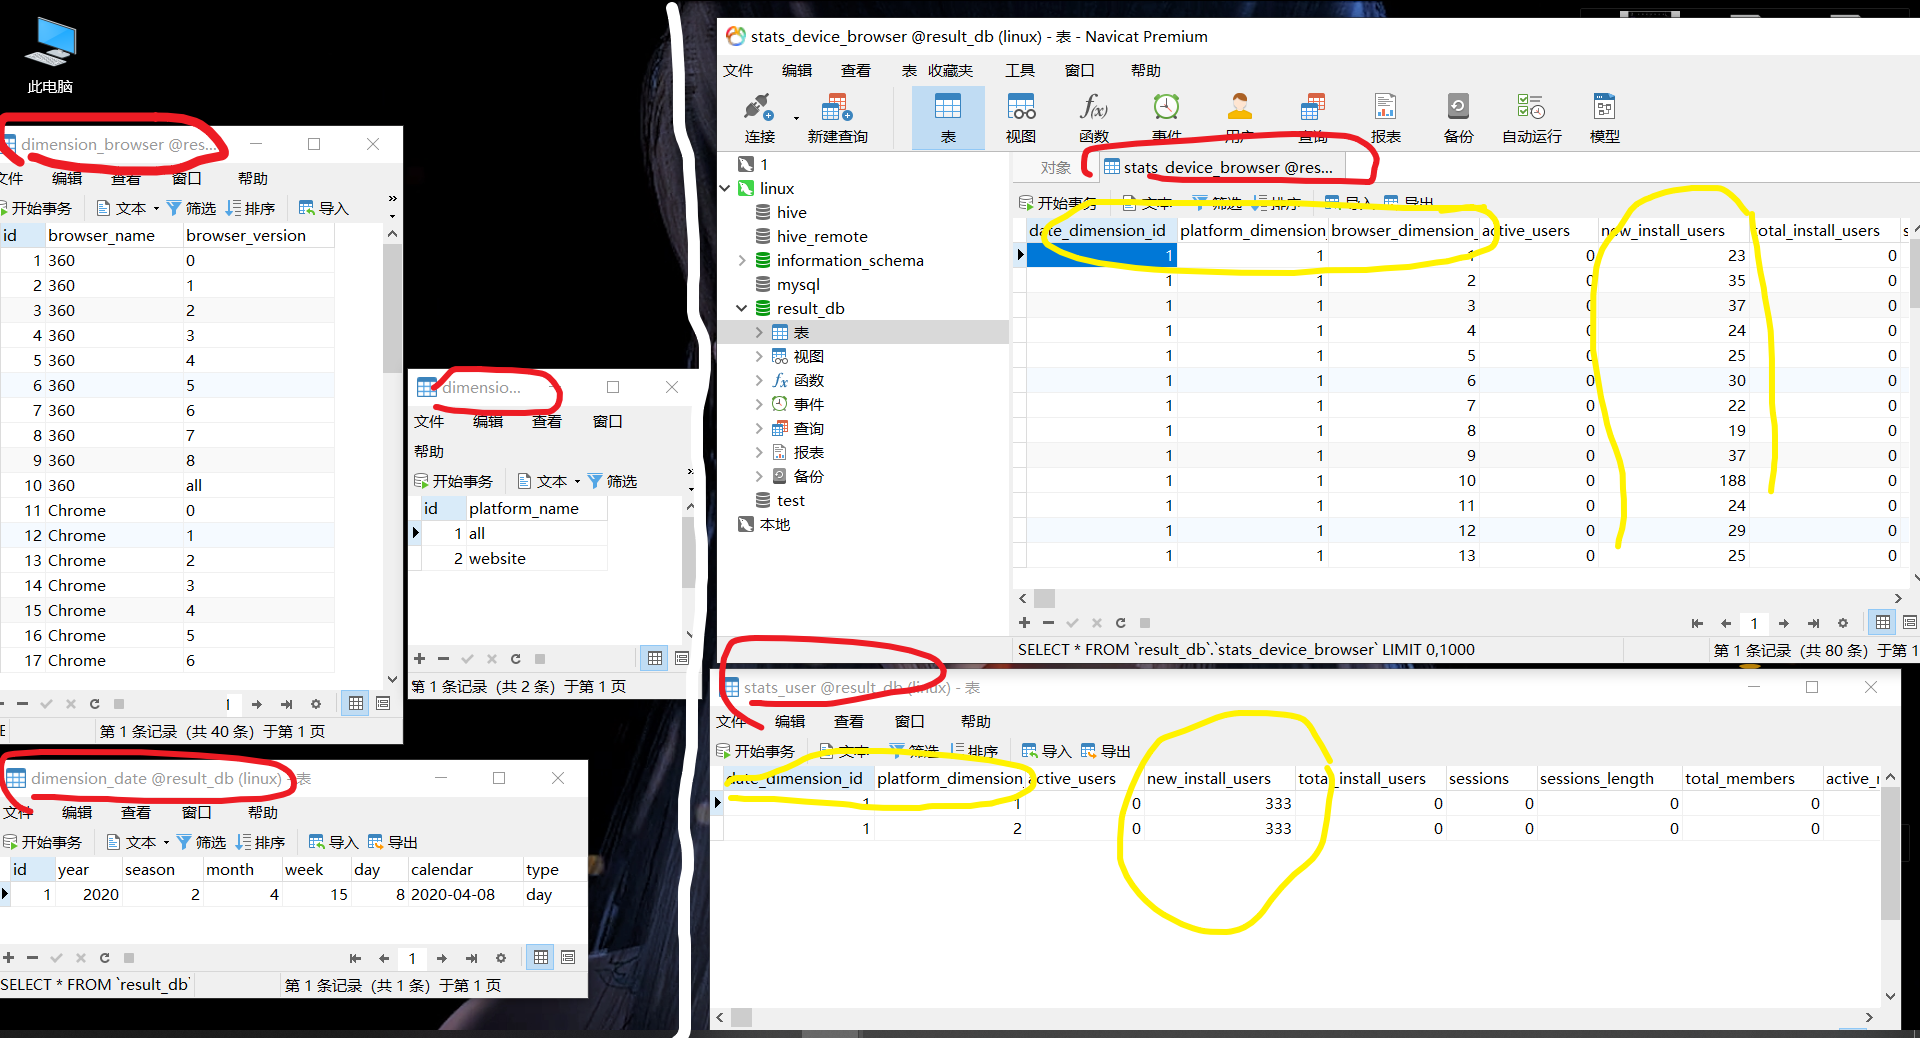 此电脑
dimension_browser @res...
文件 编辑 查看 窗口 帮助
开始事务 文本 筛选 排序 导入
id browser_name browser_version
1 360 0
2 360 1
3 360 2
4 360 3
5 360 4
6 360 5
7 360 6
8 360 7
9 360 8
10 360 all
11 Chrome 0
12 Chrome 1
13 Chrome 2
14 Chrome 3
15 Chrome 4
16 Chrome 5
17 Chrome 6
第 1 条记录 (共 40 条) 于第 1 页
dimensio...
文件 编辑 查看 窗口
帮助
开始事务 文本 筛选
id platform_name
1 all
2 website
第 1 条记录 (共 2 条) 于第 1 页
dimension_date @result_db (linux) - 表
文件 编辑 查看 窗口 帮助
开始事务 文本 筛选 排序 导入 导出
id year season month week day calendar type
1 2020 2 4 15 8 2020-04-08 day
1
SELECT * FROM `result_db` 第 1 条记录 (共 1 条) 于第 1 页
stats_device_browser @result_db (linux) - 表 - Navicat Premium
文件 编辑 查看 表 收藏夹 工具 窗口 帮助
连接 新建查询 表 视图 函数 事件 用户 查询 报表 备份 自动运行 模型
1
linux
hive
hive_remote
information_schema
mysql
result_db
表
视图
函数
事件
查询
报表
备份
test
本地
对象 stats_device_browser @res...
开始事务 文本 筛选 排序 导入 导出
date_dimension_id platform_dimension_ browser_dimension_ active_users new_install_users total_install_users s
1 1 1 0 23 0
1 1 2 0 35 0
1 1 3 0 37 0
1 1 4 0 24 0
1 1 5 0 25 0
1 1 6 0 30 0
1 1 7 0 22 0
1 1 8 0 19 0
1 1 9 0 37 0
1 1 10 0 188 0
1 1 11 0 24 0
1 1 12 0 29 0
1 1 13 0 25 0
1
SELECT * FROM `result_db`.`stats_device_browser` LIMIT 0,1000 第 1 条记录 (共 80 条) 于第 1
stats_user @result_db (linux) - 表
文件 编辑 查看 窗口 帮助
开始事务 文本 筛选 排序 导入 导出
date_dimension_id platform_dimension_ active_users new_install_users total_install_users sessions sessions_length total_members active_
1 1 0 333 0 0 0 0
1 2 0 333 0 0 0 0